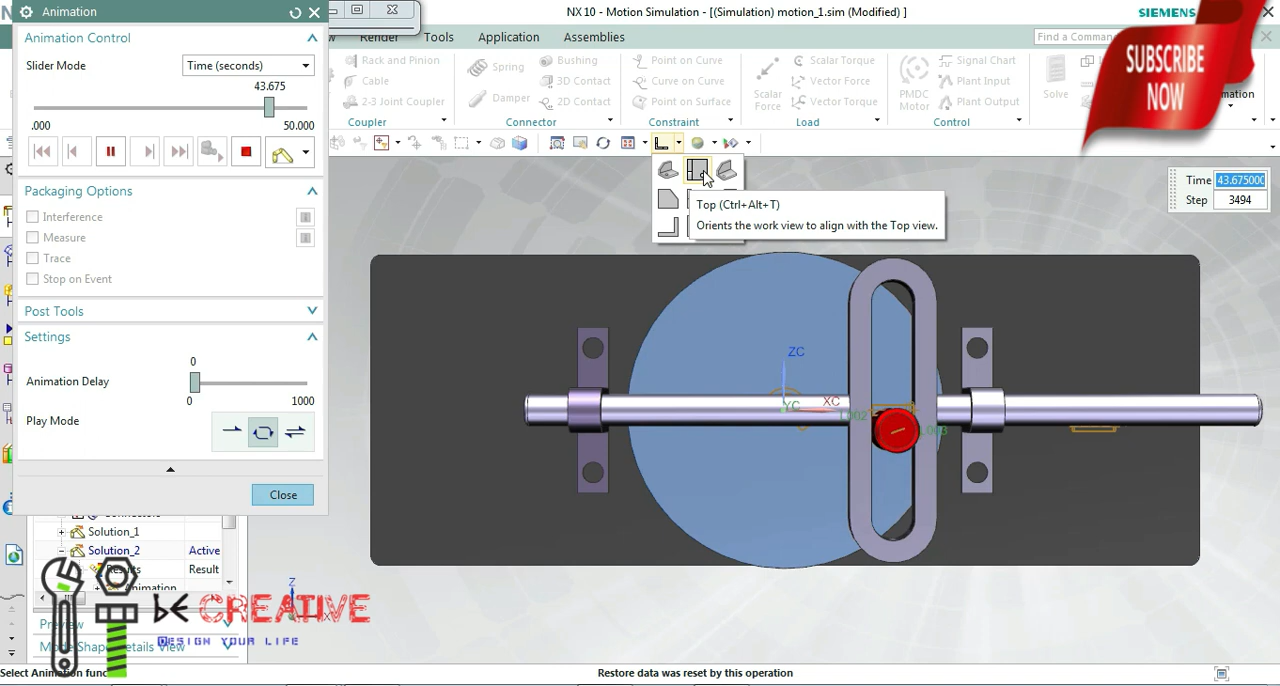 Animation
NX 10 - Motion Simulation - [(Simulation) motion_1.sim (Modified) ]
SIEMENS
Animation Control
Render
Tools
Application
Assemblies
Find a Comman
SUBSCRIBE
NOW
Slider Mode
Time (seconds)
43.675
.000
50.000
Rack and Pinion
Cable
2-3 Joint Coupler
Coupler
Spring
Damper
Bushing
3D Contact
2D Contact
Connector
Point on Curve
Curve on Curve
Point on Surface
Constraint
Scalar
Force
Scalar Torque
Vector Force
Vector Torque
Load
PMDC
Motor
Signal Chart
Plant Input
Plant Output
Control
Solve
Packaging Options
Interference
Measure
Trace
Stop on Event
Top (Ctrl+Alt+T)
Orients the work view to align with the Top view.
Time 43.675000
Step 3494
Post Tools
Settings
0
Animation Delay
0
1000
Play Mode
Close
ZC
YC
XC
L002
L003
Solution_1
Solution_2
Active
Results
Result
Animation
Z
BE CREATIVE
DESIGN YOUR LIFE
Select Animation func
Restore data was reset by this operation